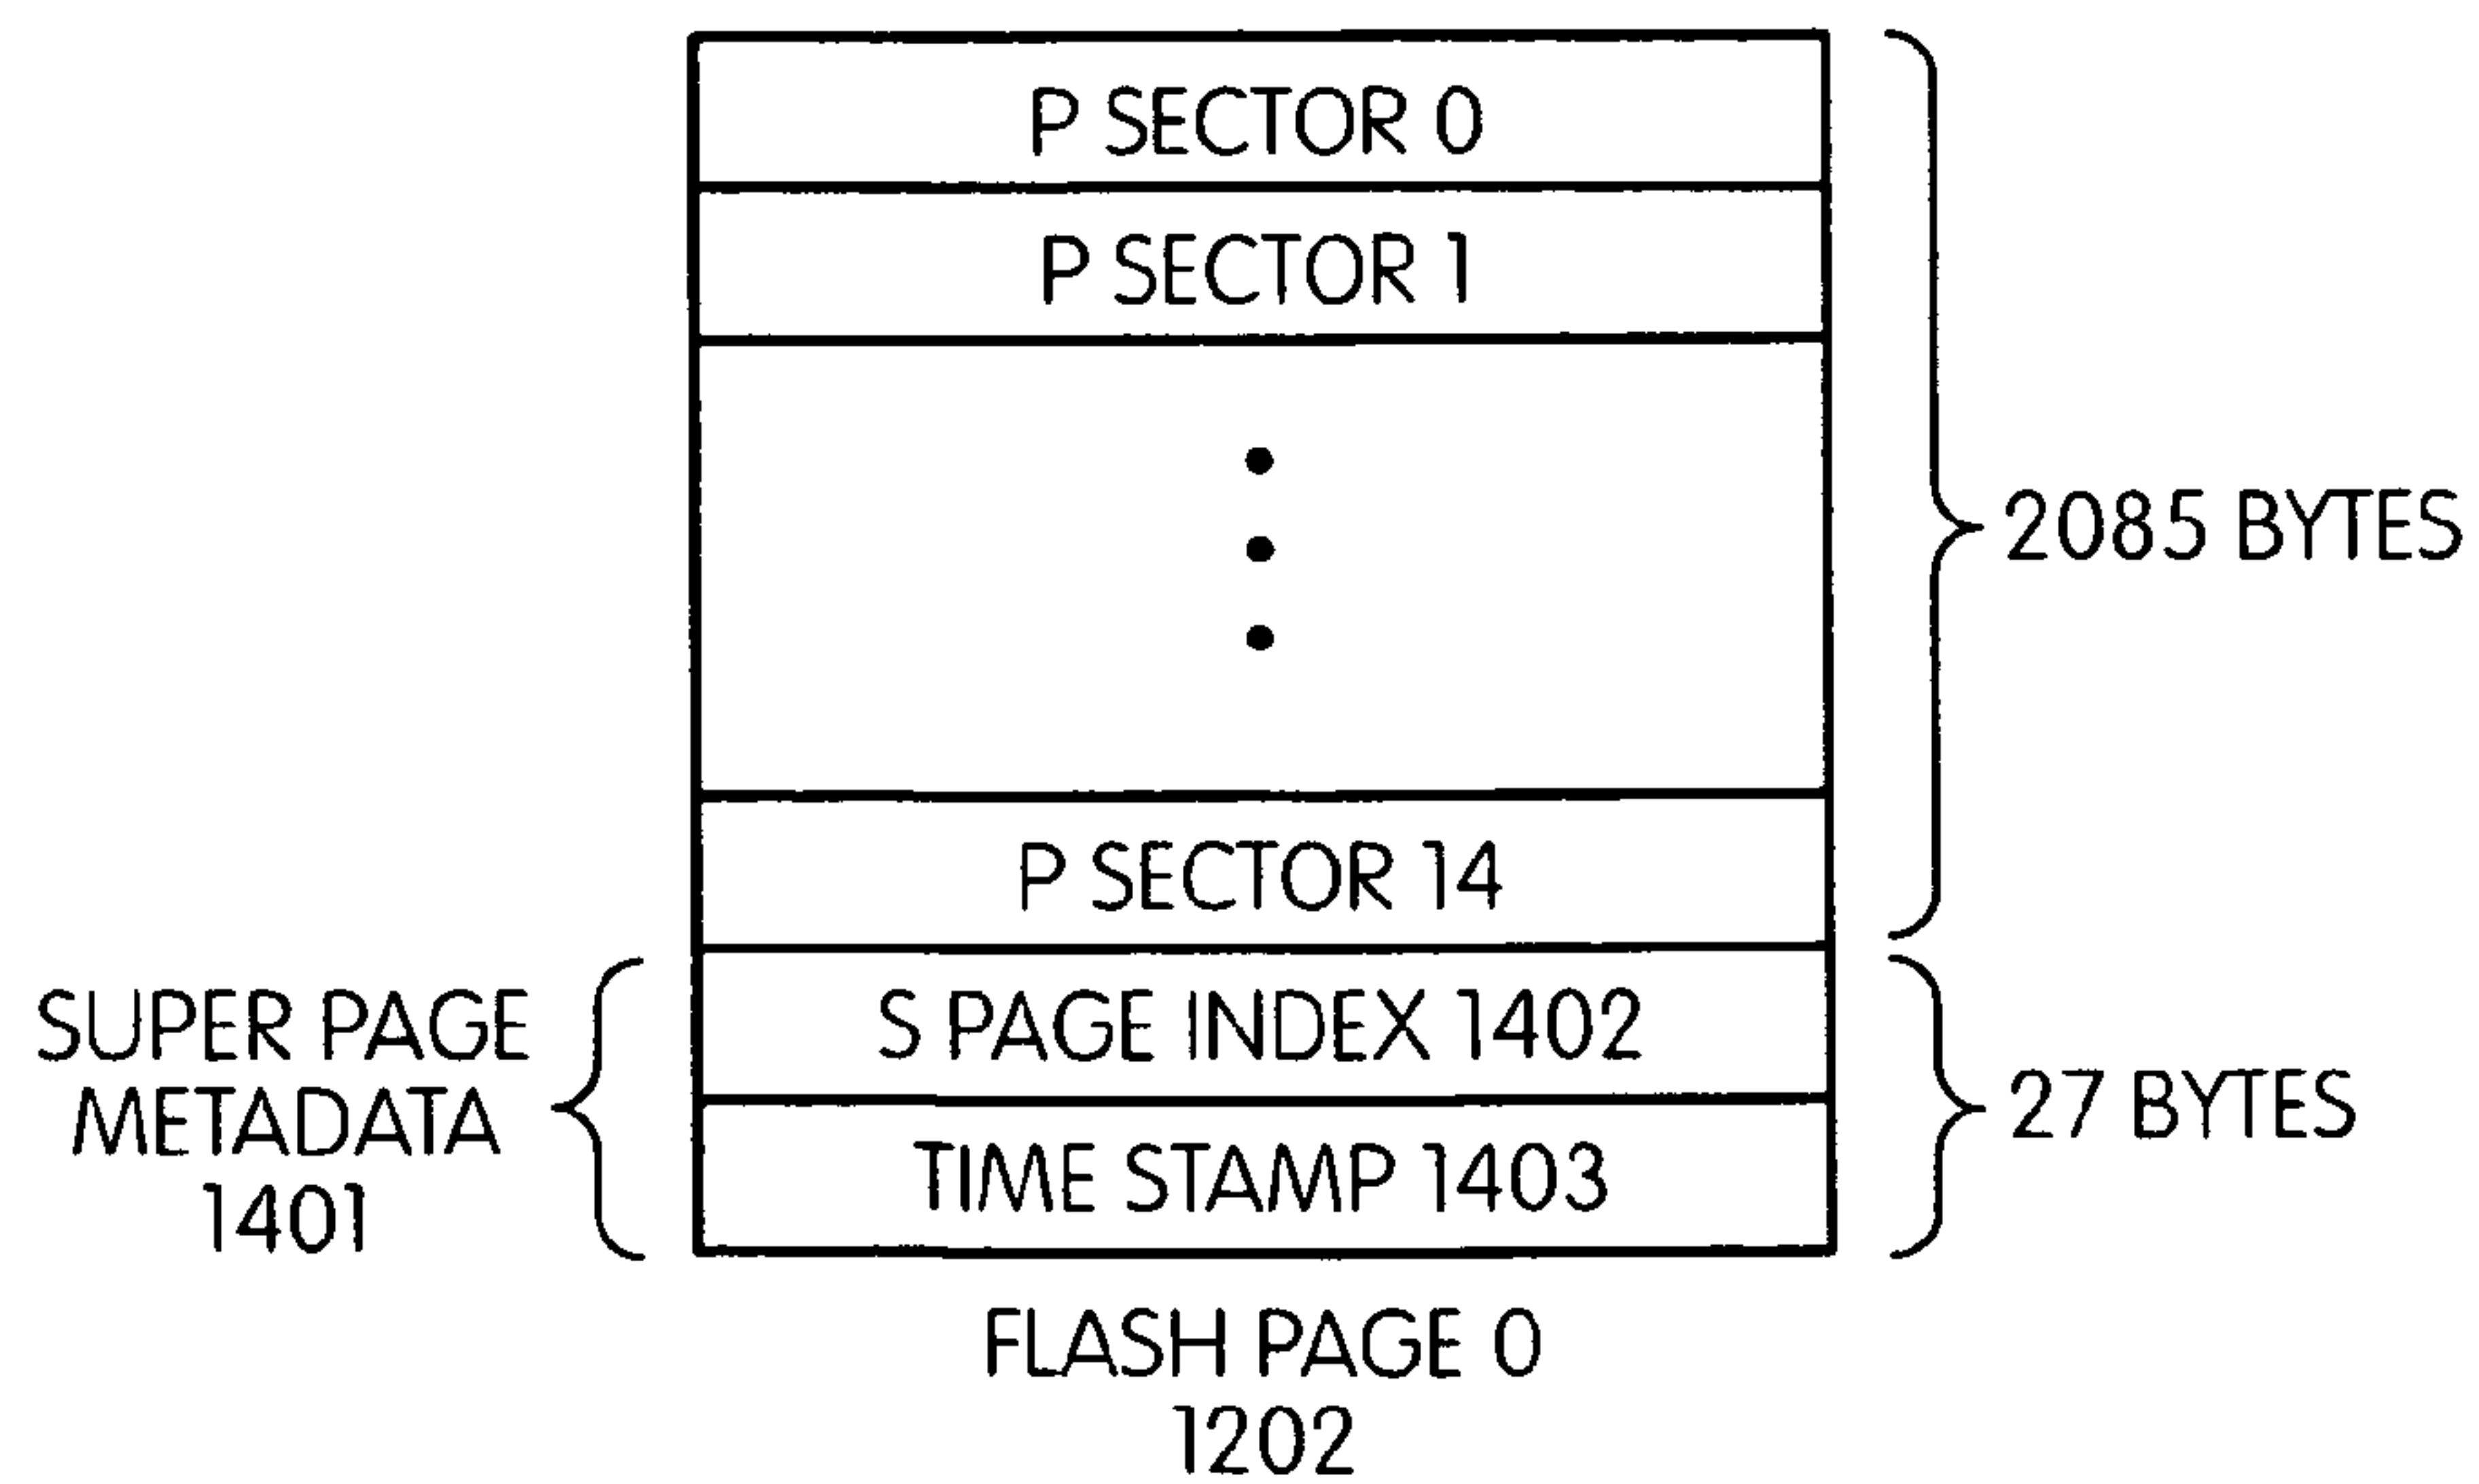 P SECTOR 0
P SECTOR 1
2085 BYTES
P SECTOR 14
SUPER PAGE
METADATA
1401
S PAGE INDEX 1402
TIME STAMP 1403
27 BYTES
FLASH PAGE 0
1202